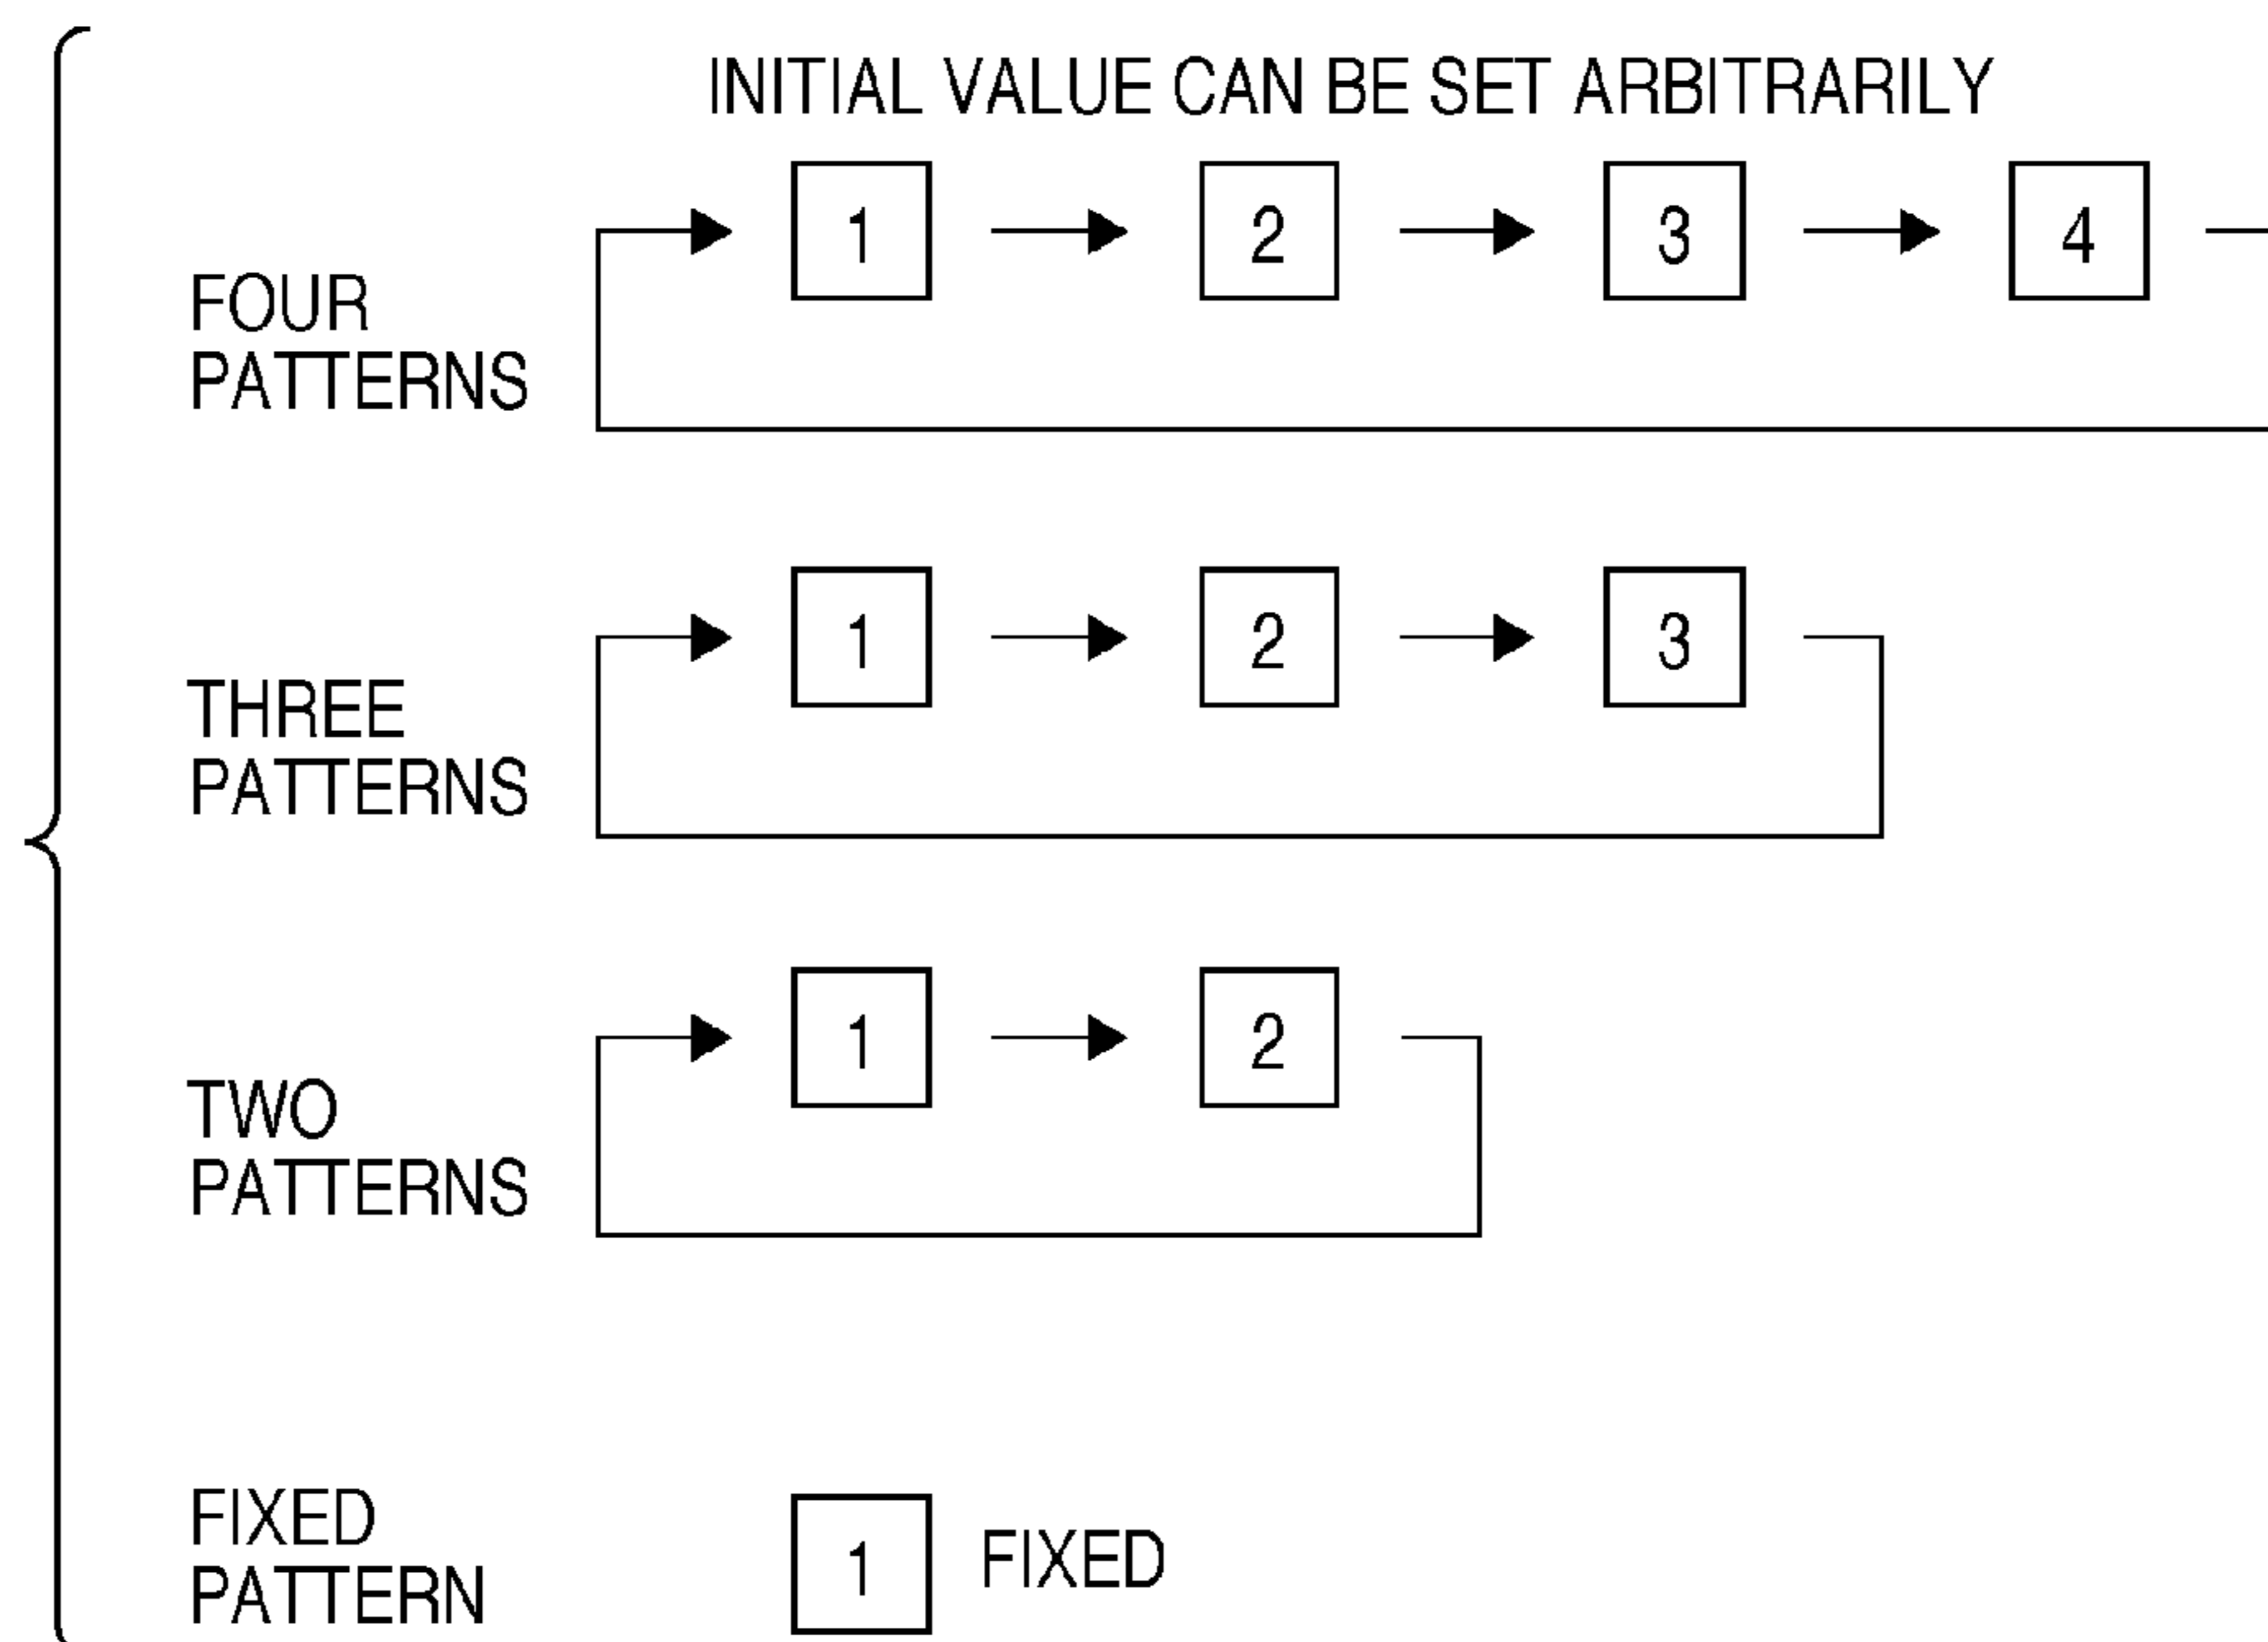 INITIAL VALUE CAN BE SET ARBITRARILY
1 2 3 4
FOUR
PATTERNS
1 2 3
THREE
PATTERNS
1 2
TWO
PATTERNS
FIXED
PATTERN
1 FIXED